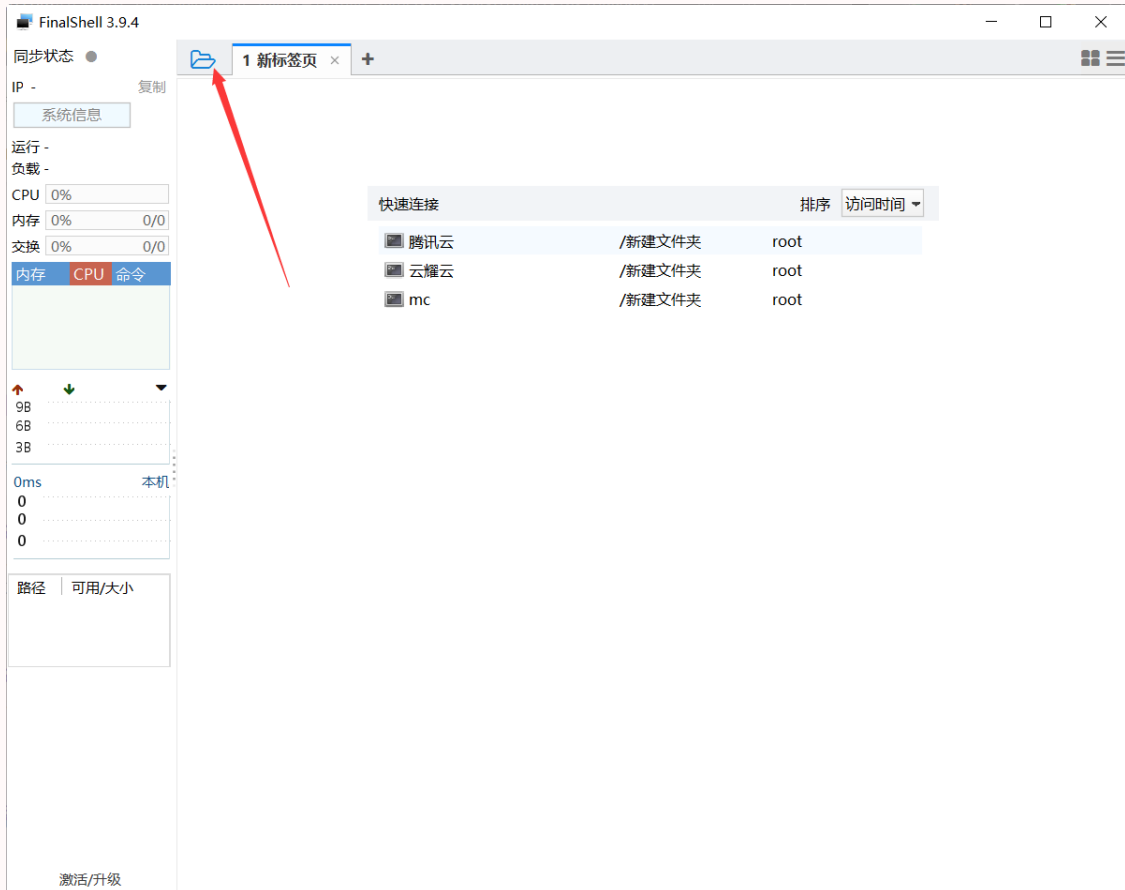 FinalShell 3.9.4
同步状态
1 新标签页
IP -
复制
系统信息
运行 -
负载 -
CPU 0%
内存 0% 0/0
交换 0% 0/0
内存 CPU 命令
9B
6B
3B
0ms 本机
0
0
0
路径 可用/大小
激活/升级
快速连接 排序 访问时间
腾讯云 /新建文件夹 root
云耀云 /新建文件夹 root
mc /新建文件夹 root